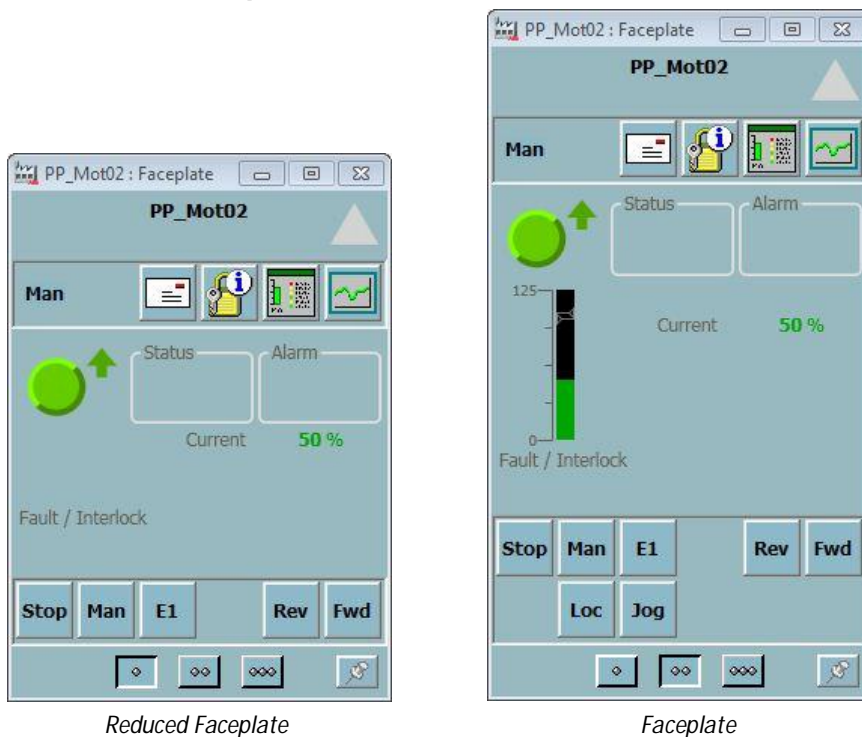 PP_Mot02 : Faceplate
PP_Mot02
Man
Status
Alarm
Current 50 %
Fault / Interlock
Stop Man E1 Rev Fwd
Reduced Faceplate
PP_Mot02 : Faceplate
PP_Mot02
Man
Status
Alarm
125
Current 50 %
0
Fault / Interlock
Stop Man E1 Rev Fwd
Loc Jog
Faceplate